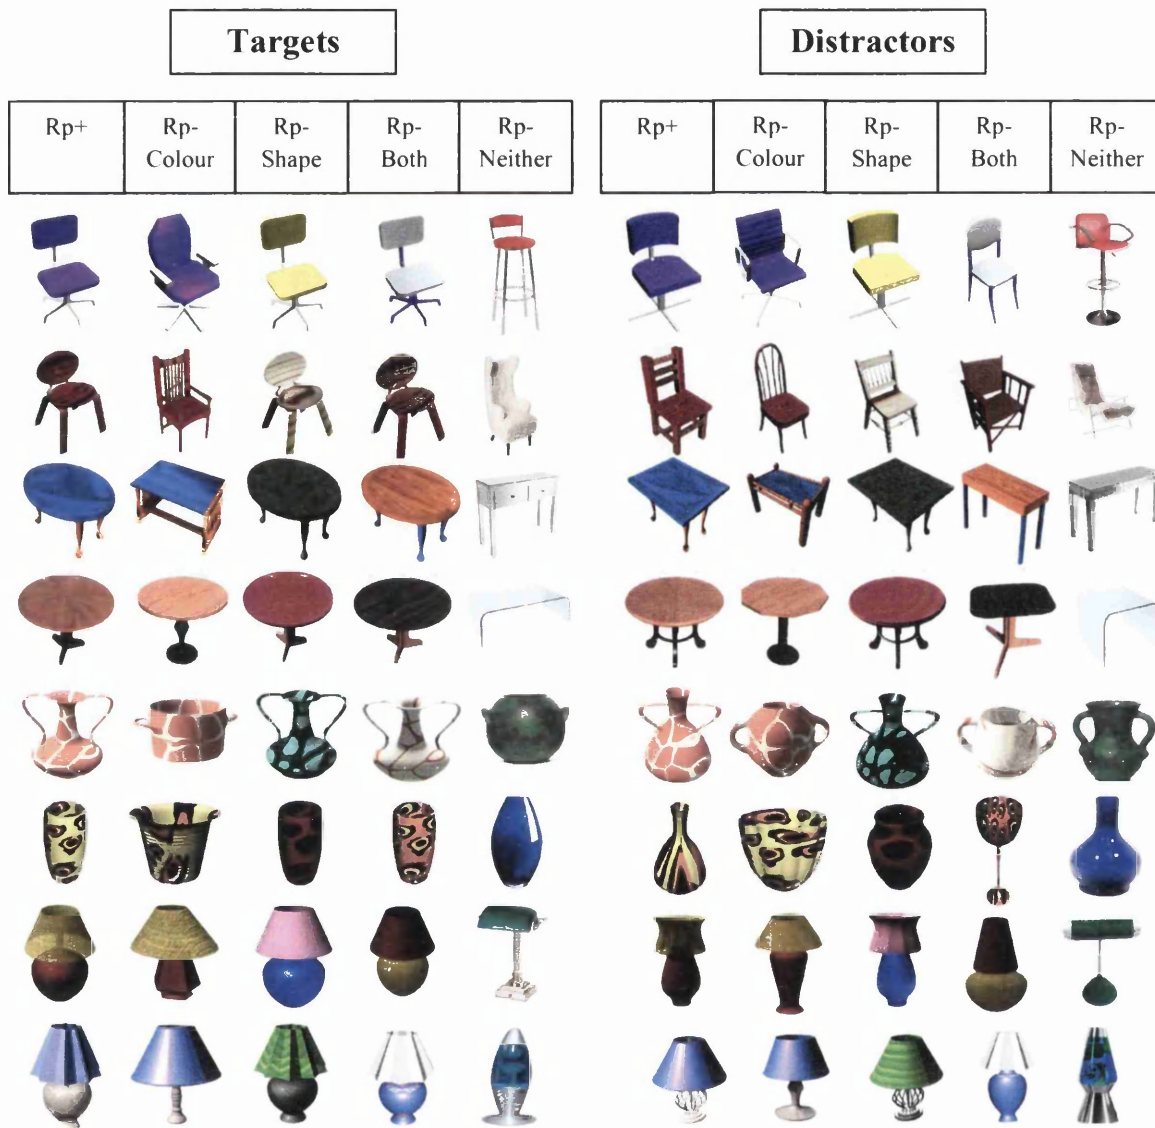 Targets
Distractors
Rp+
Rp-
Colour
Rp-
Shape
Rp-
Both
Rp-
Neither
Rp+
Rp-
Colour
Rp-
Shape
Rp-
Both
Rp-
Neither